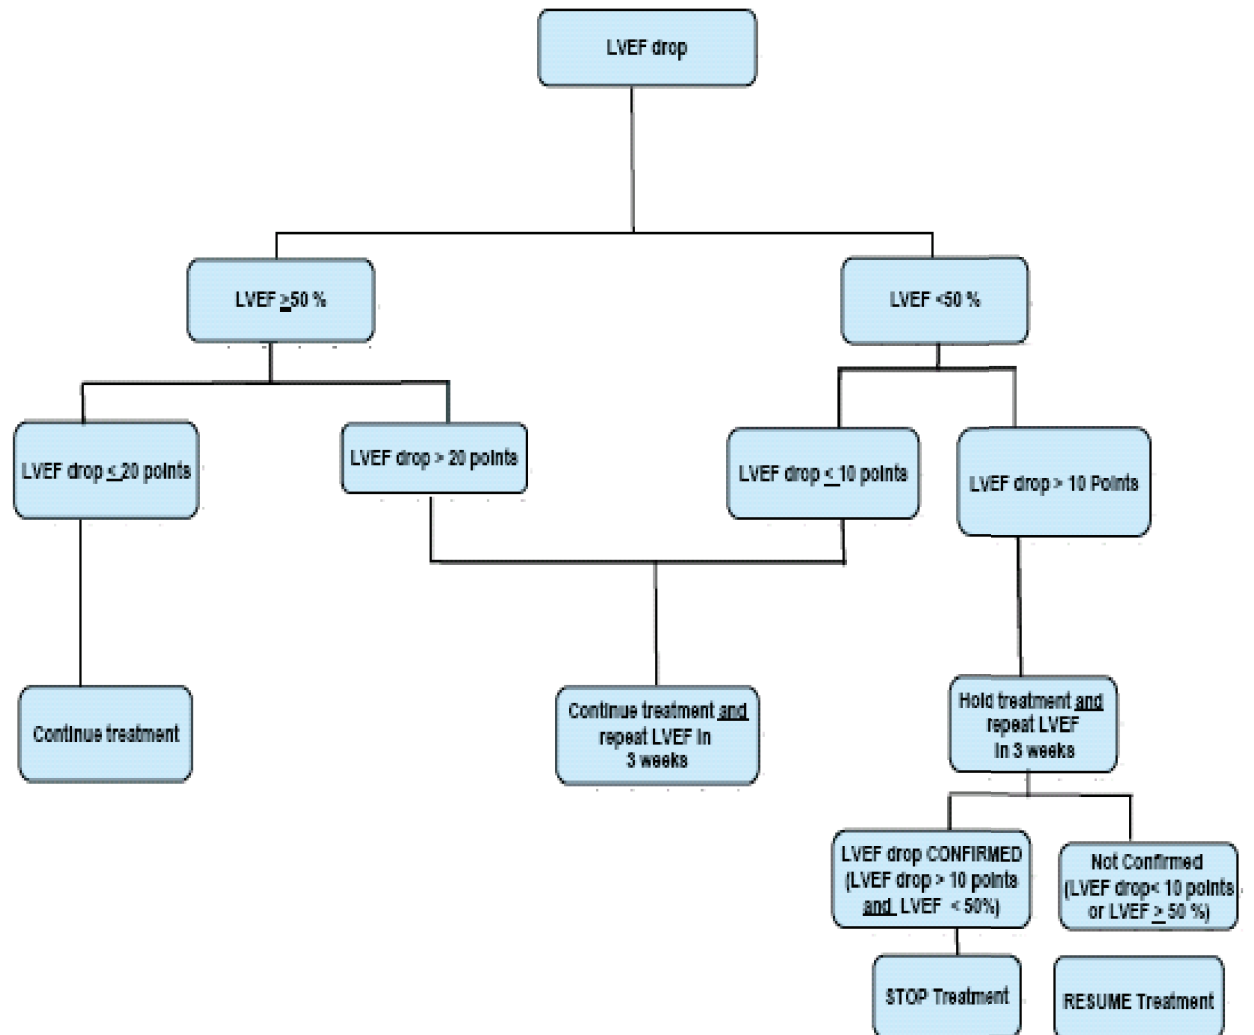 LVEF drop
LVEF ≥50 %
LVEF <50 %
LVEF drop ≤ 20 points
LVEF drop > 20 points
LVEF drop ≤ 10 points
LVEF drop > 10 Points
Continue treatment
Continue treatment and
repeat LVEF in
3 weeks
Hold treatment and
repeat LVEF
in 3 weeks
LVEF drop CONFIRMED
(LVEF drop > 10 points
and LVEF < 50%)
Not Confirmed
(LVEF drop< 10 points
or LVEF ≥ 50 %)
STOP Treatment
RESUME Treatment